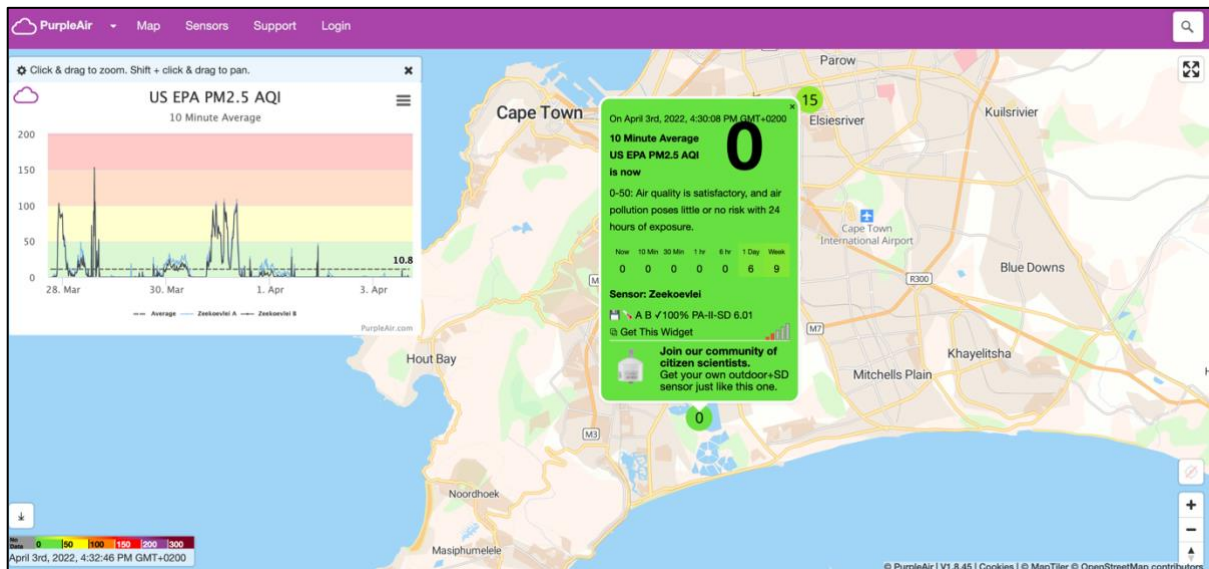 PurpleAir Map Sensors Support Login
Click & drag to zoom. Shift + click & drag to pan.
US EPA PM2.5 AQI
10 Minute Average
200
150
100
50
0
10.8
28. Mar 30. Mar 1. Apr 3. Apr
Average Zeekoevlei A Zeekoevlei B
PurpleAir.com
On April 3rd, 2022, 4:30:08 PM GMT+0200
10 Minute Average
US EPA PM2.5 AQI
is now
0
0-50: Air quality is satisfactory, and air
pollution poses little or no risk with 24
hours of exposure.
Now 10 Min 30 Min 1 hr 6 hr 1 Day Week
0 0 0 0 0 6 9
Sensor: Zeekoevlei
A B ✓100% PA-II-SD 6.01
Get This Widget
Join our community of
citizen scientists.
Get your own outdoor+SD
sensor just like this one.
0
15
Parow
Cape Town
Elsiesriver
Kuilsrivier
Cape Town
International Airport
R300
Blue Downs
M7
Hout Bay
Khayelitsha
Mitchells Plain
M3
Noordhoek
Masiphumelele
No
Data 0 50 100 150 200 300
April 3rd, 2022, 4:32:46 PM GMT+0200
© PurpleAir | V1.8.45 | Cookies | © MapTiler © OpenStreetMap contributors